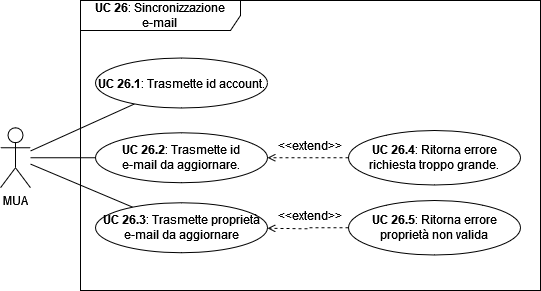 UC 26: Sincronizzazione
e-mail
UC 26.1: Trasmette id account.
UC 26.2: Trasmette id
e-mail da aggiornare.
<<extend>>
UC 26.4: Ritorna errore
richiesta troppo grande.
MUA
UC 26.3: Trasmette proprietà
e-mail da aggiornare
<<extend>>
UC 26.5: Ritorna errore
proprietà non valida